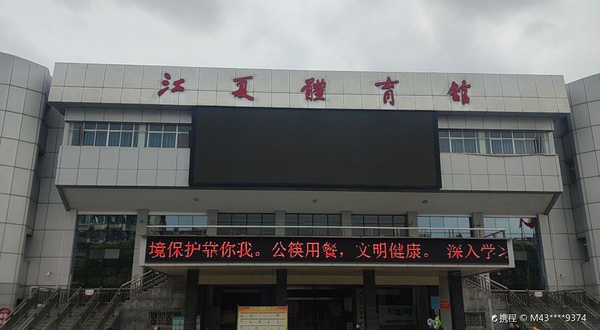 江夏體育館
境保护靠你我。公筷用餐，文明健康。 深入学习
携程 © M43****9374